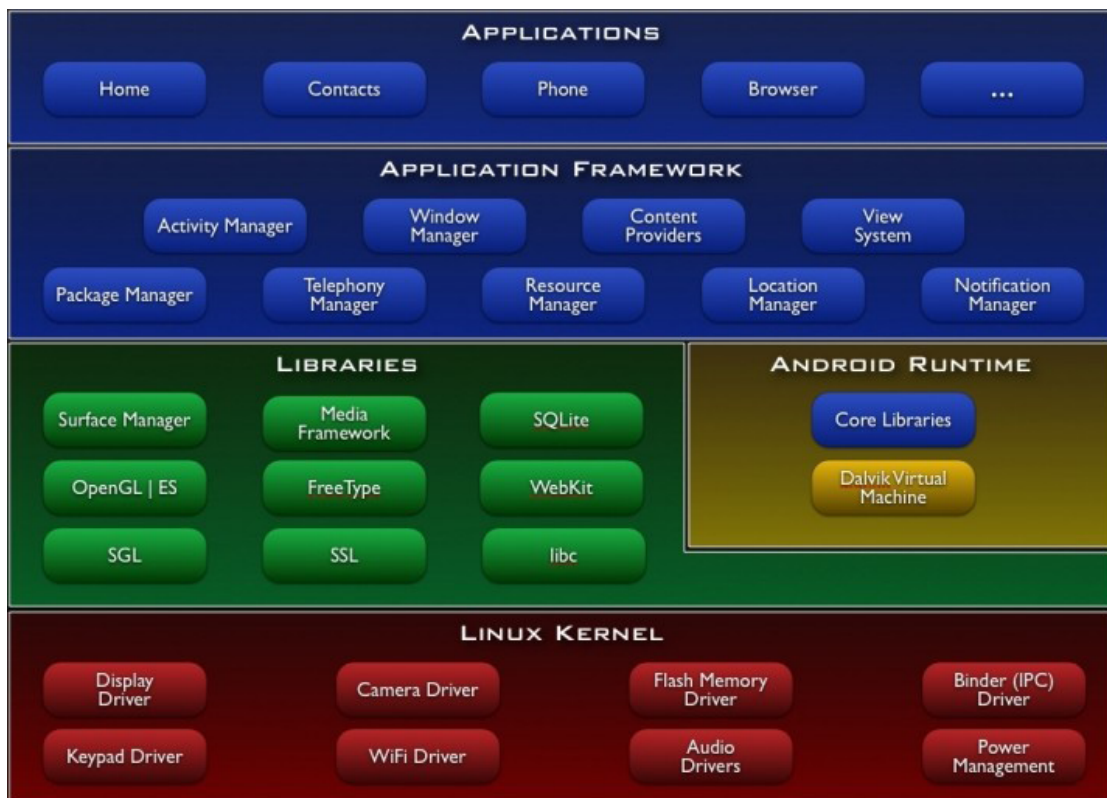 APPLICATIONS
Home
Contacts
Phone
Browser
...
APPLICATION FRAMEWORK
Activity Manager
Window
Manager
Content
Providers
View
System
Package Manager
Telephony
Manager
Resource
Manager
Location
Manager
Notification
Manager
LIBRARIES
Surface Manager
Media
Framework
SQLite
OpenGL | ES
FreeType
WebKit
SGL
SSL
libc
ANDROID RUNTIME
Core Libraries
Dalvik Virtual
Machine
LINUX KERNEL
Display
Driver
Camera Driver
Flash Memory
Driver
Binder (IPC)
Driver
Keypad Driver
WiFi Driver
Audio
Drivers
Power
Management